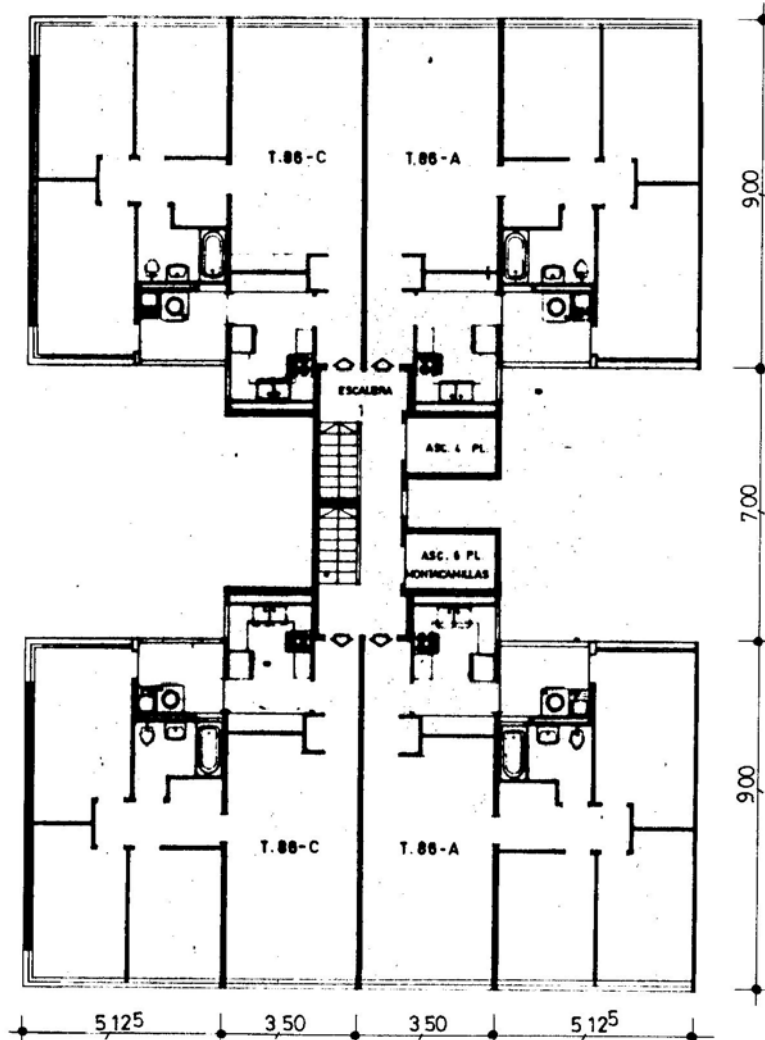 T.86-C
T.86-A
9.00
ESCALERA
1
ASC. 4 PL.
7.00
ASC. 6 PL.
MONTACAMILLAS
T.86-C
T.86-A
9.00
5.125
3.50
3.50
5.125